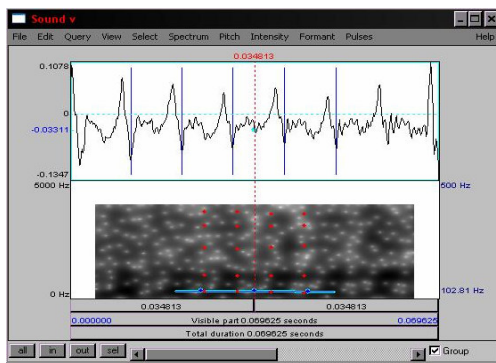 Sound v
File Edit Query View Select Spectrum Pitch Intensity Formant Pulses Help
0.034813
0.1078
0
-0.03311
-0.1347
5000 Hz 500 Hz
0 Hz 102.81 Hz
0.034813 0.034813
0.000000 Visible part 0.069625 seconds 0.069625
Total duration 0.069625 seconds
all in out sel Group